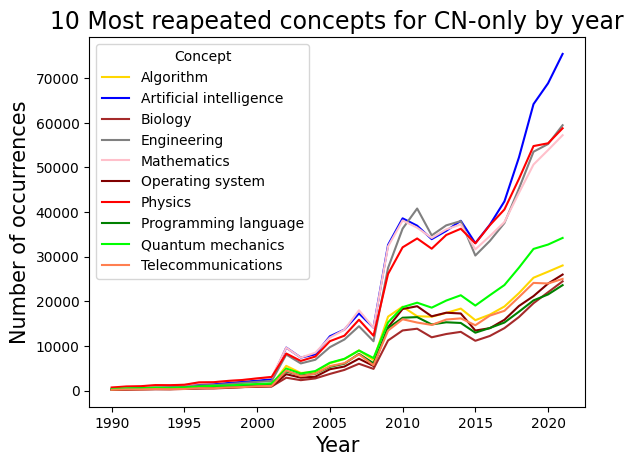 10 Most reapeated concepts for CN-only by year
Number of occurrences
70000
60000
50000
40000
30000
20000
10000
0
Concept
Algorithm
Artificial intelligence
Biology
Engineering
Mathematics
Operating system
Physics
Programming language
Quantum mechanics
Telecommunications
1990 1995 2000 2005 2010 2015 2020
Year